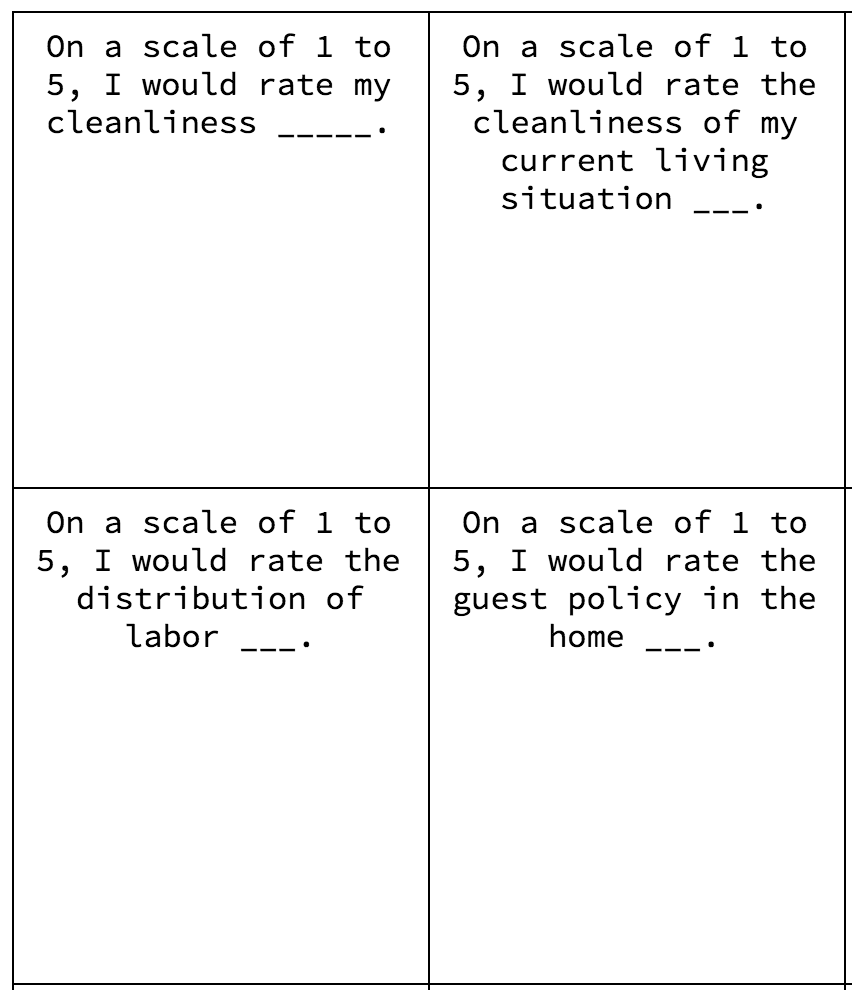 On a scale of 1 to
5, I would rate my
cleanliness _____.
On a scale of 1 to
5, I would rate the
cleanliness of my
current living
situation ___.
On a scale of 1 to
5, I would rate the
distribution of
labor ___.
On a scale of 1 to
5, I would rate the
guest policy in the
home ___.